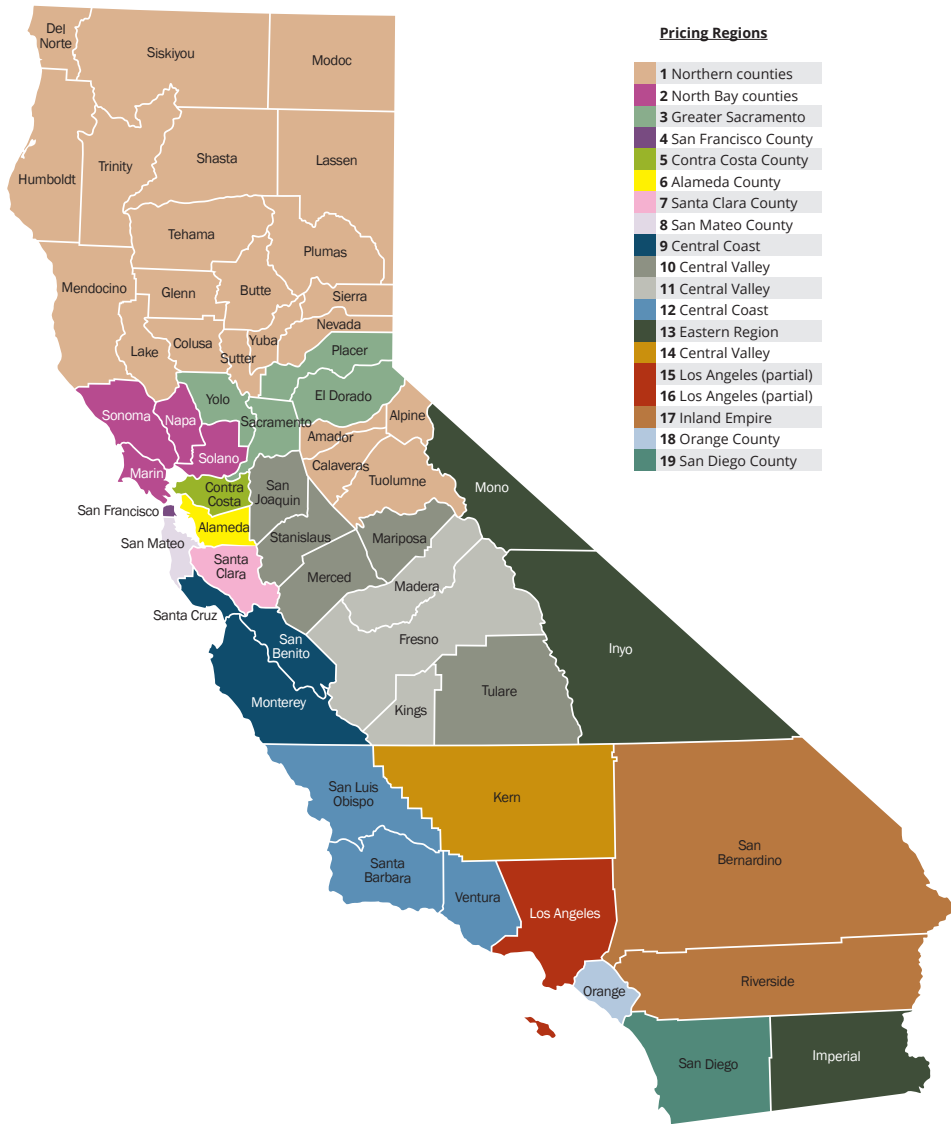 Pricing Regions
1 Northern counties
2 North Bay counties
3 Greater Sacramento
4 San Francisco County
5 Contra Costa County
6 Alameda County
7 Santa Clara County
8 San Mateo County
9 Central Coast
10 Central Valley
11 Central Valley
12 Central Coast
13 Eastern Region
14 Central Valley
15 Los Angeles (partial)
16 Los Angeles (partial)
17 Inland Empire
18 Orange County
19 San Diego County
Del
Norte
Siskiyou
Modoc
Humboldt
Trinity
Shasta
Lassen
Tehama
Plumas
Mendocino
Glenn
Butte
Sierra
Nevada
Lake
Colusa
Sutter
Yuba
Placer
Sonoma
Napa
Yolo
El Dorado
Sacramento
Alpine
Solano
Amador
Marin
Calaveras
Tuolumne
Contra
Costa
San
Joaquin
Mono
San Francisco
Alameda
Stanislaus
Mariposa
San Mateo
Santa
Clara
Merced
Madera
Santa Cruz
San
Benito
Fresno
Inyo
Monterey
Kings
Tulare
San Luis
Obispo
Kern
San
Bernardino
Santa
Barbara
Ventura
Los Angeles
Orange
Riverside
San Diego
Imperial